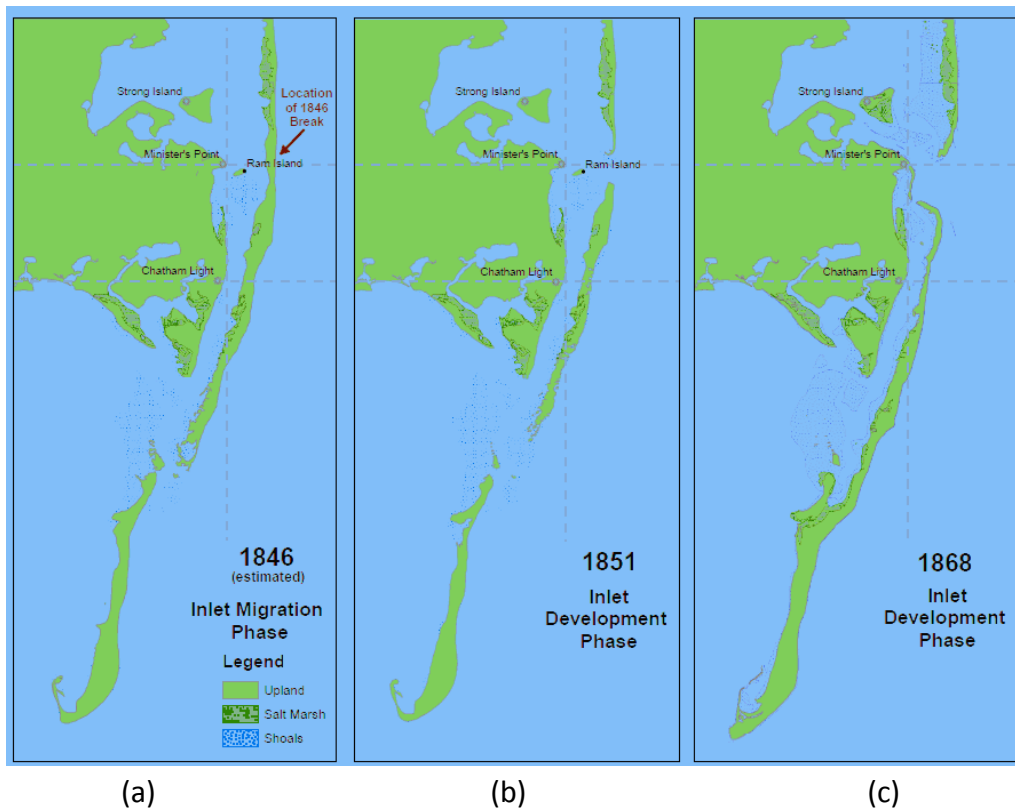 Strong Island
Location
of 1846
Break
Minister's Point
Ram Island
Chatham Light
1846
(estimated)
Inlet Migration
Phase
Legend
Upland
Salt Marsh
Shoals
(a)
Strong Island
Minister's Point
Ram Island
Chatham Light
1851
Inlet
Development
Phase
(b)
Strong Island
Minister's Point
Chatham Light
1868
Inlet
Development
Phase
(c)